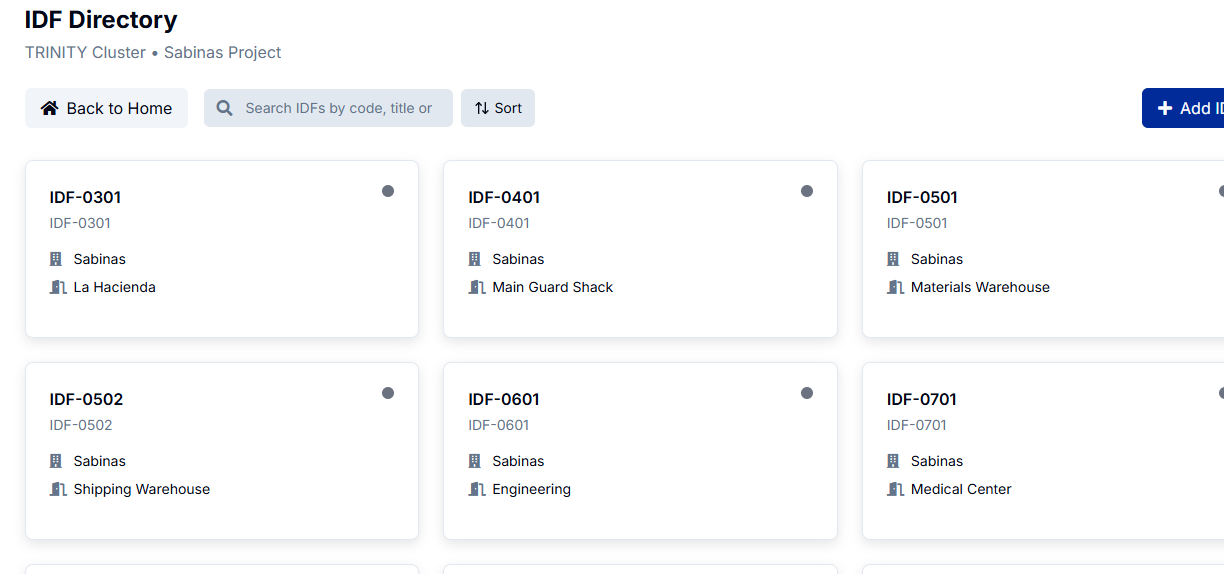 IDF Directory
TRINITY Cluster • Sabinas Project
Back to Home
Search IDFs by code, title or
Sort
Add
IDF-0301
IDF-0301
Sabinas
La Hacienda
IDF-0401
IDF-0401
Sabinas
Main Guard Shack
IDF-0501
IDF-0501
Sabinas
Materials Warehouse
IDF-0502
IDF-0502
Sabinas
Shipping Warehouse
IDF-0601
IDF-0601
Sabinas
Engineering
IDF-0701
IDF-0701
Sabinas
Medical Center